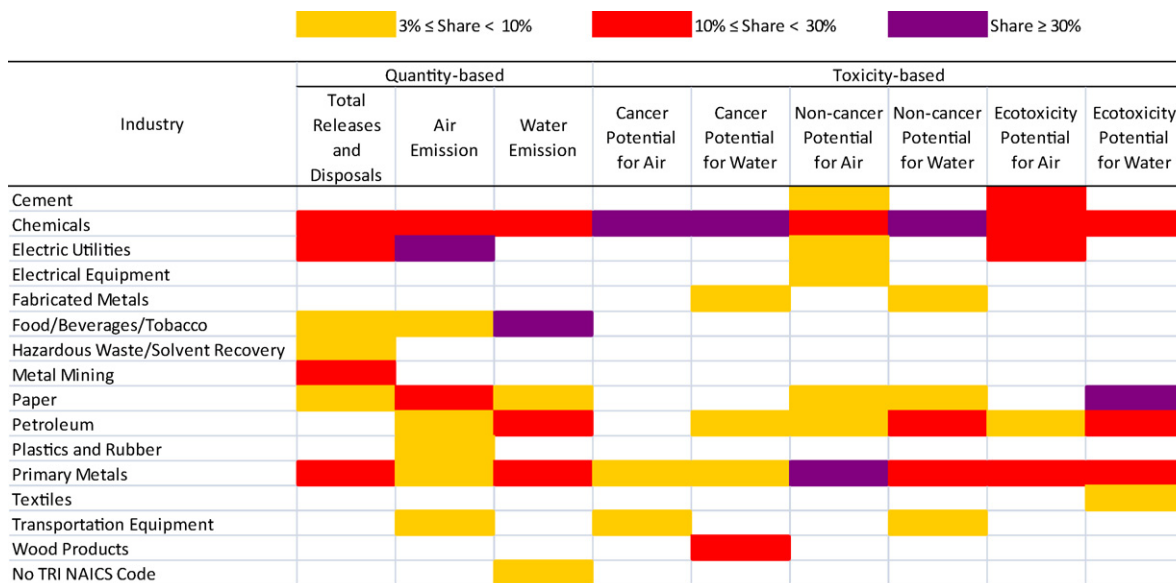 3% ≤ Share < 10%
10% ≤ Share < 30%
Share ≥ 30%
Industry
Quantity-based
Toxicity-based
Total
Releases
and
Disposals
Air
Emission
Water
Emission
Cancer
Potential
for Air
Cancer
Potential
for Water
Non-cancer
Potential
for Air
Non-cancer
Potential
for Water
Ecotoxicity
Potential
for Air
Ecotoxicity
Potential
for Water
Cement
Chemicals
Electric Utilities
Electrical Equipment
Fabricated Metals
Food/Beverages/Tobacco
Hazardous Waste/Solvent Recovery
Metal Mining
Paper
Petroleum
Plastics and Rubber
Primary Metals
Textiles
Transportation Equipment
Wood Products
No TRI NAICS Code